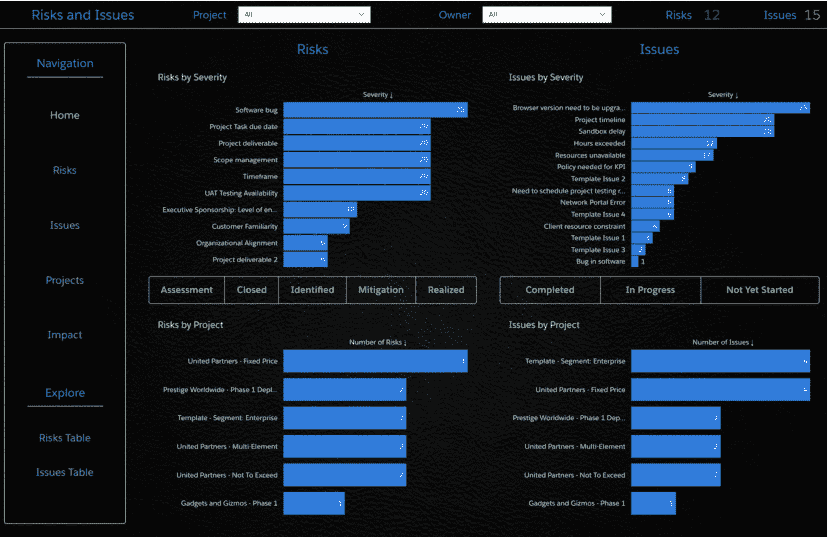 Risks and Issues
Project
All
Owner
All
Risks 12
Issues 15
Navigation
Home
Risks
Issues
Projects
Impact
Explore
Risks Table
Issues Table
Risks
Risks by Severity
Severity ↓
Software bug
Project Task due date
Project deliverable
Scope management
Timeframe
UAT Testing Availability
Executive Sponsorship: Level of en...
Customer Familiarity
Organizational Alignment
Project deliverable 2
Assessment
Closed
Identified
Mitigation
Realized
Risks by Project
Number of Risks ↓
United Partners - Fixed Price
Prestige Worldwide - Phase 1 Depl...
Template - Segment: Enterprise
United Partners - Multi-Element
United Partners - Not To Exceed
Gadgets and Gizmos - Phase 1
Issues
Issues by Severity
Severity ↓
Browser version need to be upgra...
Project timeline
Sandbox delay
Hours exceeded
Resources unavailable
Policy needed for KPI
Template Issue 2
Need to schedule project testing r...
Network Portal Error
Template Issue 4
Client resource constraint
Template Issue 1
Template Issue 3
Bug in software 1
Completed
In Progress
Not Yet Started
Issues by Project
Number of Issues ↓
Template - Segment: Enterprise
United Partners - Fixed Price
Prestige Worldwide - Phase 1 Dep...
United Partners - Multi-Element
United Partners - Not To Exceed
Gadgets and Gizmos - Phase 1